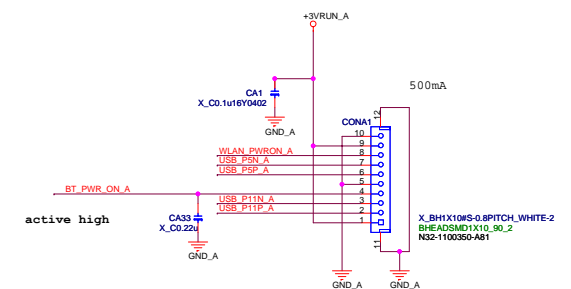 +3VRUN_A
500mA
CA1
X_C0.1u16Y0402
GND_A
CONA1
12
10
9
8
7
6
5
4
3
2
1
11
WLAN_PWRON_A
USB_P5N_A
USB_P5P_A
BT_PWR_ON_A
USB_P11N_A
USB_P11P_A
active high
CA33
X_C0.22u
GND_A
X_BH1X10#S-0.8PITCH_WHITE-2
BHEADSMD1X10_90_2
N32-1100350-A81
GND_A
GND_A